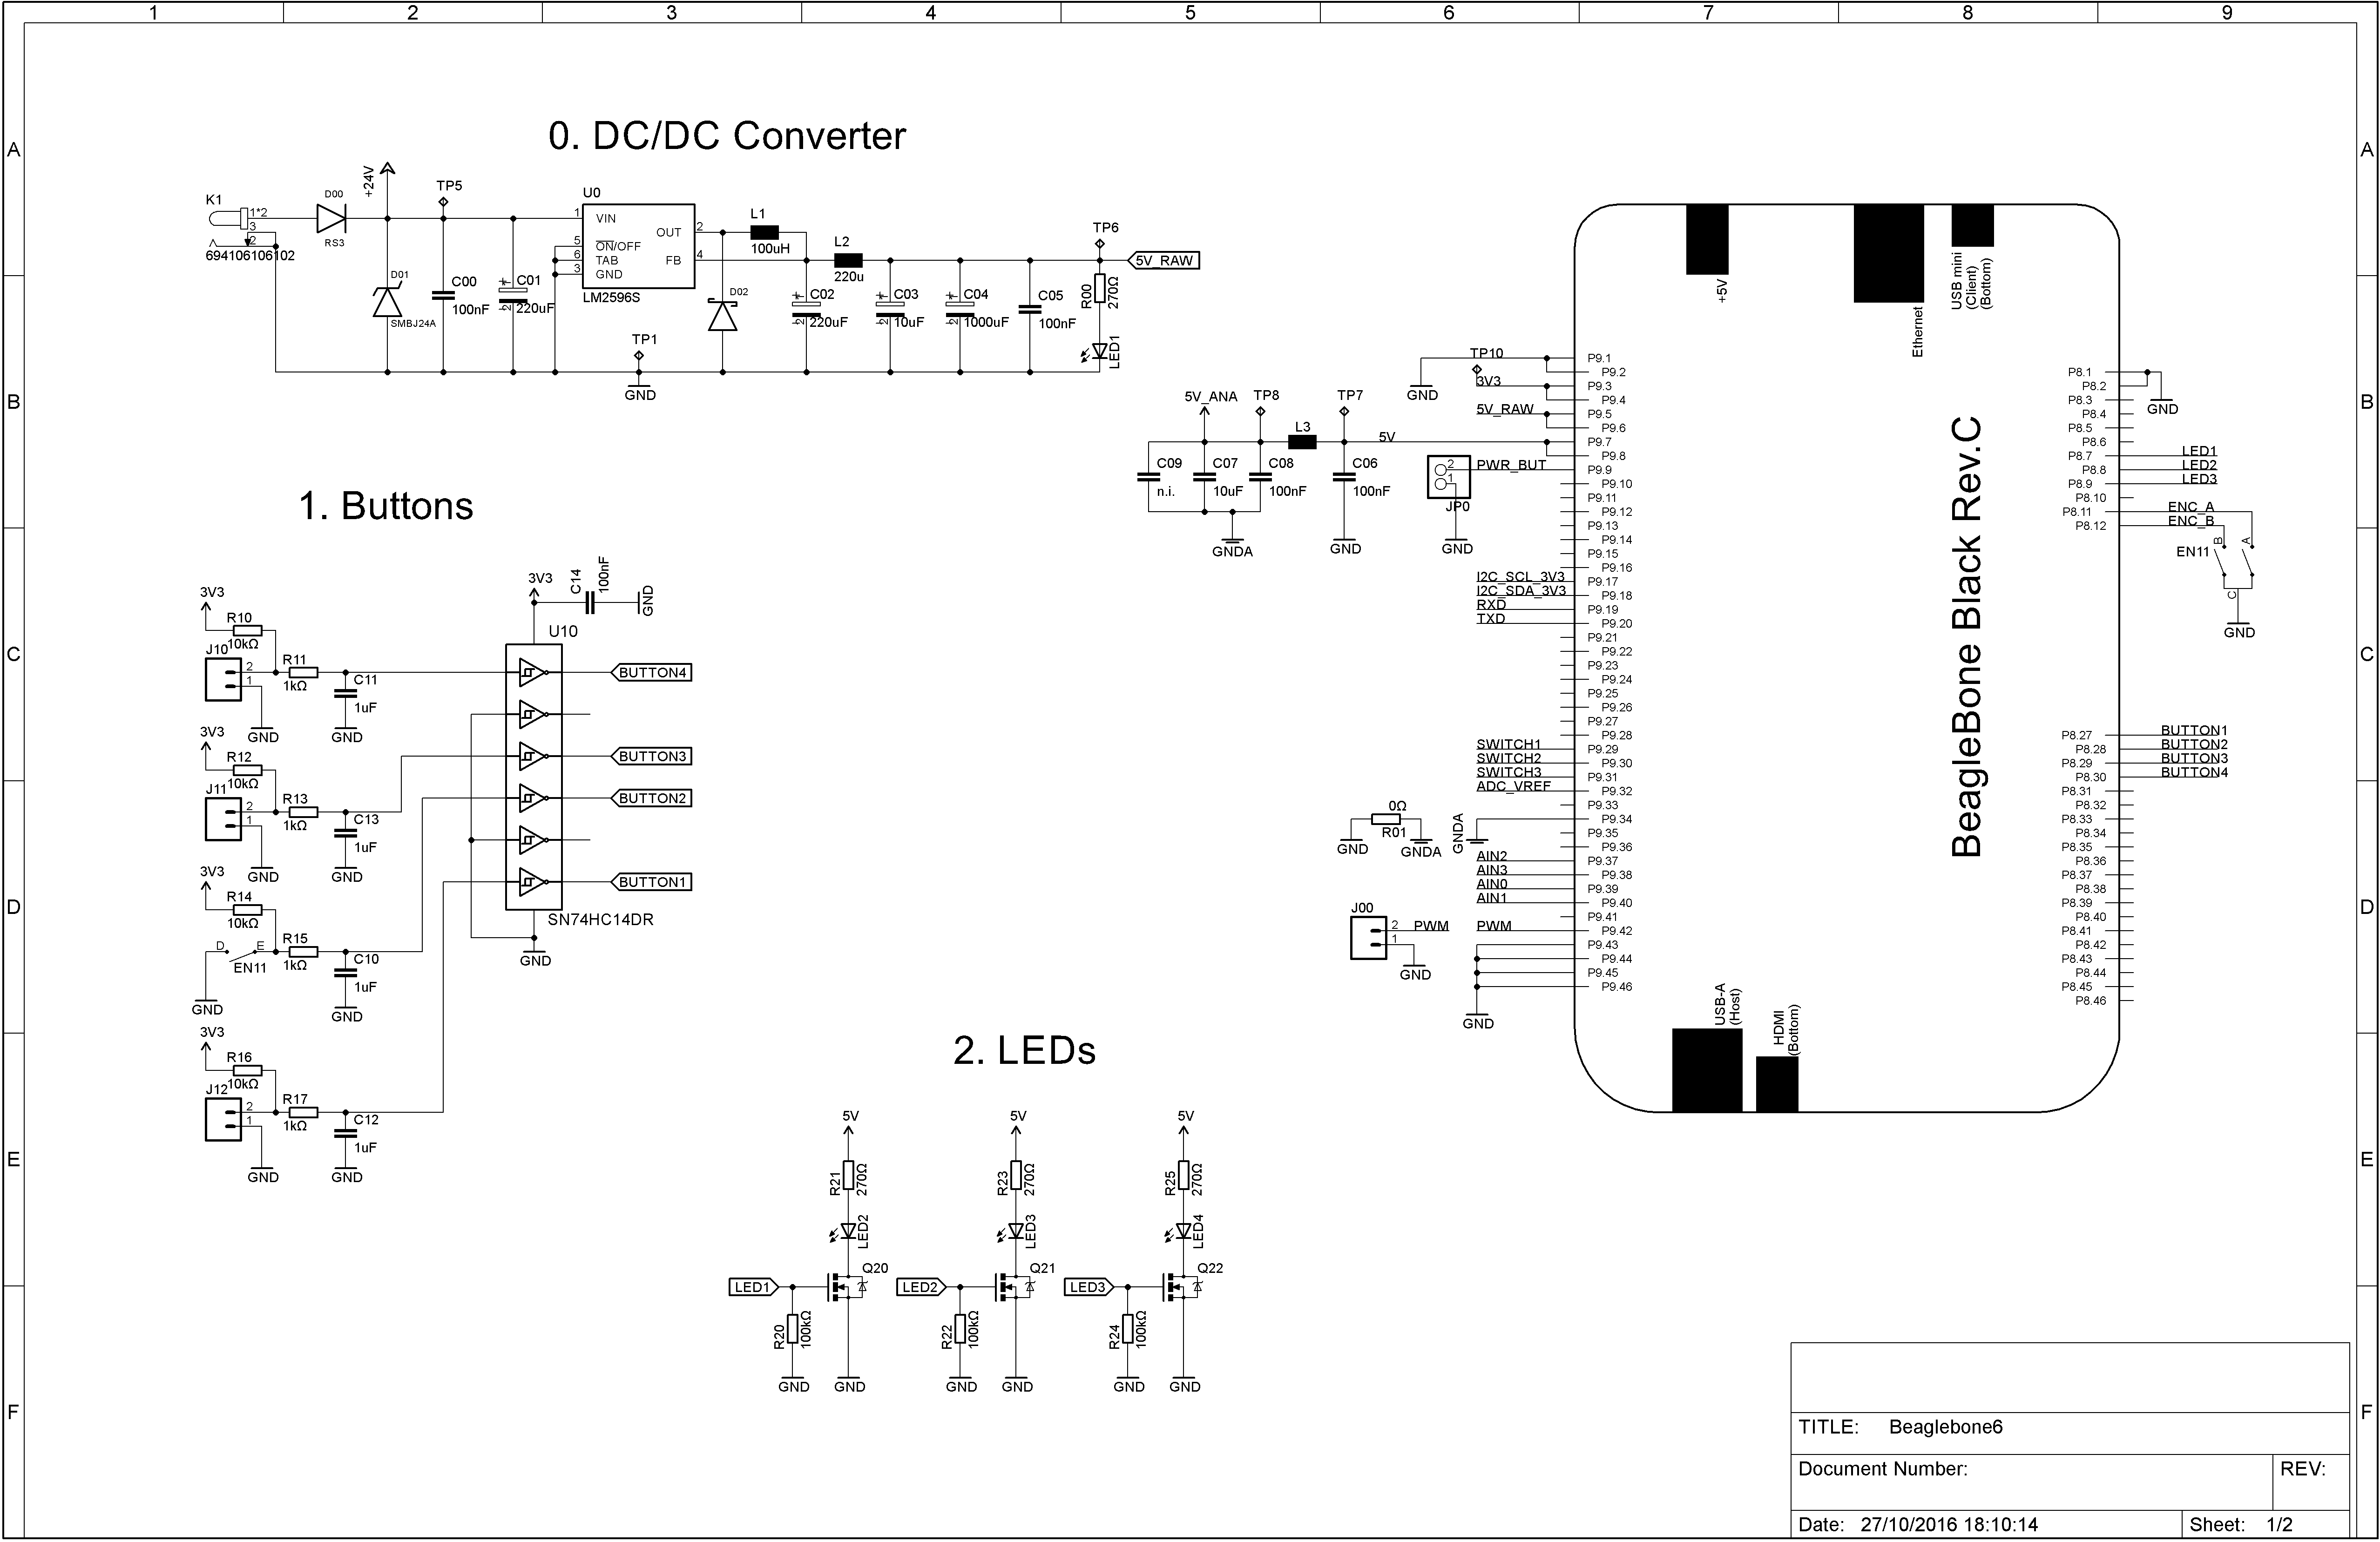 1 2 3 4 5 6 7 8 9
A A
B B
C C
D D
E E
F F
0. DC/DC Converter
K1
1*2
3
2
694106106102
D00
RS3
+24V
TP5
D01
SMBJ24A
C00
100nF
C01
220uF
U0
1 VIN
5 ON/OFF
6 TAB
3 GND
OUT 2
FB 4
LM2596S
TP1
GND
L1
100uH
D02
L2
220u
C02
220uF
C03
10uF
C04
1000uF
C05
100nF
TP6
5V_RAW
R00
270Ω
LED1
1. Buttons
3V3
R10
10kΩ
J10
2
1
R11
1kΩ
C11
1uF
GND
GND
3V3
R12
10kΩ
J11
2
1
R13
1kΩ
C13
1uF
GND
GND
3V3
R14
10kΩ
D E
EN11
R15
1kΩ
C10
1uF
GND
GND
3V3
R16
10kΩ
J12
2
1
R17
1kΩ
C12
1uF
GND
GND
3V3
C14
100nF
GND
U10
BUTTON4
BUTTON3
BUTTON2
BUTTON1
SN74HC14DR
GND
2. LEDs
5V
R21
270Ω
LED2
Q20
LED1
R20
100kΩ
GND
GND
5V
R23
270Ω
LED3
Q21
LED2
R22
100kΩ
GND
GND
5V
R25
270Ω
LED4
Q22
LED3
R24
100kΩ
GND
GND
5V_ANA
TP8
L3
TP7
5V
C09
n.i.
C07
10uF
C08
100nF
C06
100nF
GNDA
GND
TP10
GND
3V3
5V_RAW
2
1
PWR_BUT
JP0
GND
I2C_SCL_3V3
I2C_SDA_3V3
RXD
TXD
SWITCH1
SWITCH2
SWITCH3
ADC_VREF
0Ω
R01
GND
GNDA
GNDA
AIN2
AIN3
AIN0
AIN1
J00
2
1
PWM
PWM
GND
GND
+5V
Ethernet
USB mini
(Client)
(Bottom)
BeagleBone Black Rev.C
USB-A
(Host)
HDMI
(Bottom)
P9.1
P9.2
P9.3
P9.4
P9.5
P9.6
P9.7
P9.8
P9.9
P9.10
P9.11
P9.12
P9.13
P9.14
P9.15
P9.16
P9.17
P9.18
P9.19
P9.20
P9.21
P9.22
P9.23
P9.24
P9.25
P9.26
P9.27
P9.28
P9.29
P9.30
P9.31
P9.32
P9.33
P9.34
P9.35
P9.36
P9.37
P9.38
P9.39
P9.40
P9.41
P9.42
P9.43
P9.44
P9.45
P9.46
P8.1
P8.2
P8.3
P8.4
P8.5
P8.6
P8.7
P8.8
P8.9
P8.10
P8.11
P8.12
P8.27
P8.28
P8.29
P8.30
P8.31
P8.32
P8.33
P8.34
P8.35
P8.36
P8.37
P8.38
P8.39
P8.40
P8.41
P8.42
P8.43
P8.44
P8.45
P8.46
GND
LED1
LED2
LED3
ENC_A
ENC_B
EN11
B
A
C
GND
BUTTON1
BUTTON2
BUTTON3
BUTTON4
TITLE: Beaglebone6
Document Number:
REV:
Date: 27/10/2016 18:10:14
Sheet: 1/2